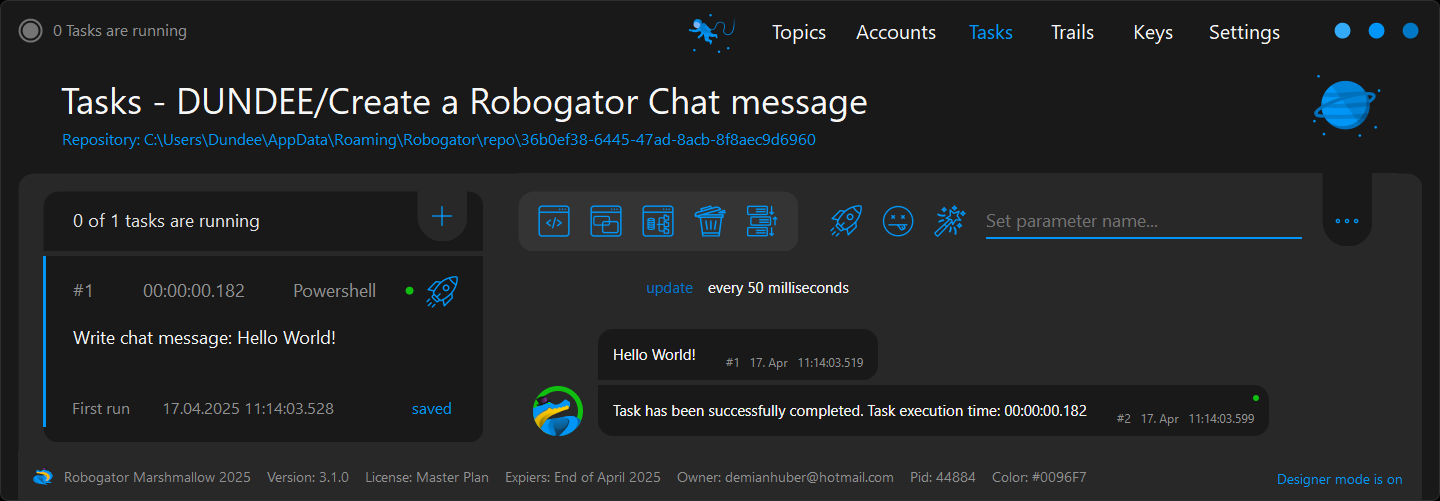 0 Tasks are running
Topics Accounts Tasks Trails Keys Settings
Tasks - DUNDEE/Create a Robogator Chat message
Repository: C:\Users\Dundee\AppData\Roaming\Robogator\repo\36b0ef38-6445-47ad-8acb-8f8aec9d6960
0 of 1 tasks are running
#1 00:00:00.182 Powershell
Write chat message: Hello World!
First run 17.04.2025 11:14:03.528 saved
Set parameter name...
update every 50 milliseconds
Hello World! #1 17. Apr 11:14:03.519
Task has been successfully completed. Task execution time: 00:00:00.182 #2 17. Apr 11:14:03.599
Robogator Marshmallow 2025 Version: 3.1.0 License: Master Plan Expiers: End of April 2025 Owner: demianhuber@hotmail.com Pid: 44884 Color: #0096F7
Designer mode is on